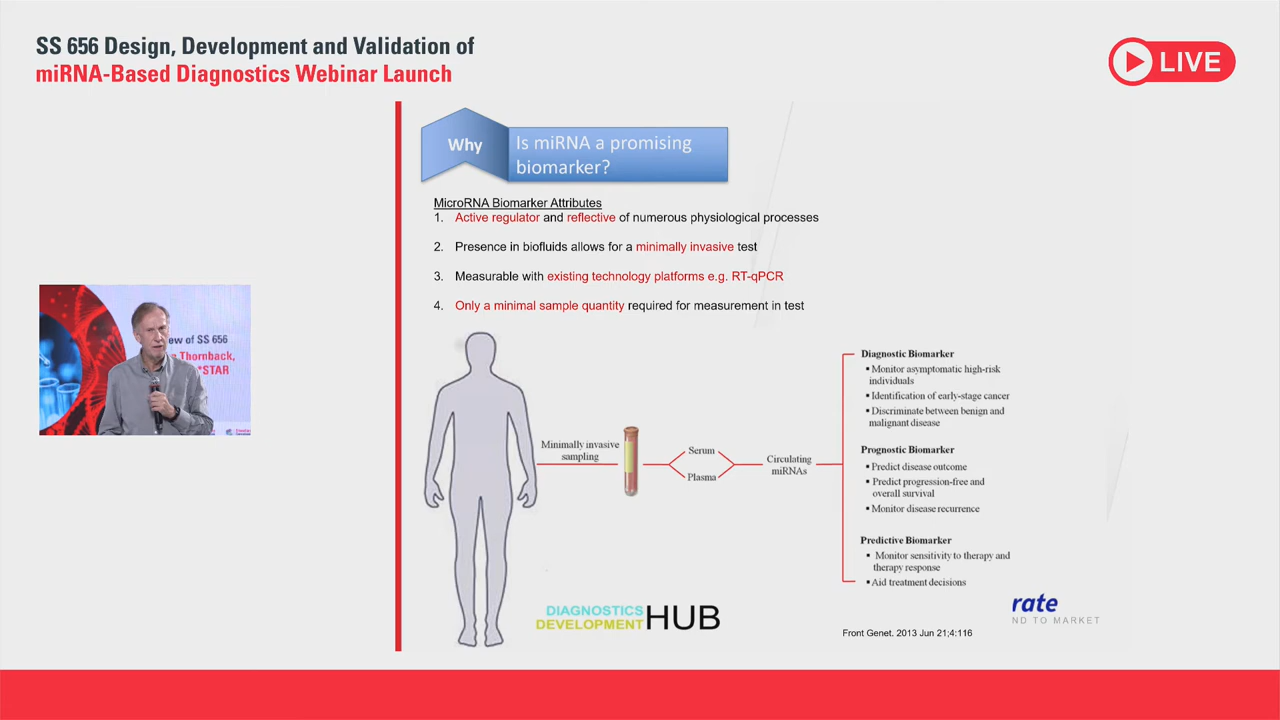 SS 656 Design, Development and Validation of
miRNA-Based Diagnostics Webinar Launch
LIVE
Why
Is miRNA a promising
biomarker?
MicroRNA Biomarker Attributes
1. Active regulator and reflective of numerous physiological processes
2. Presence in biofluids allows for a minimally invasive test
3. Measurable with existing technology platforms e.g. RT-qPCR
4. Only a minimal sample quantity required for measurement in test
ew of SS 656
Thornback,
*STAR
Minimally invasive
sampling
Serum
Plasma
Circulating
miRNAs
Diagnostic Biomarker
▪ Monitor asymptomatic high-risk
individuals
▪ Identification of early-stage cancer
▪ Discriminate between benign and
malignant disease
Prognostic Biomarker
▪ Predict disease outcome
▪ Predict progression-free and
overall survival
▪ Monitor disease recurrence
Predictive Biomarker
▪ Monitor sensitivity to therapy and
therapy response
▪ Aid treatment decisions
DIAGNOSTICS
DEVELOPMENT HUB
rate
ND TO MARKET
Front Genet. 2013 Jun 21;4:116